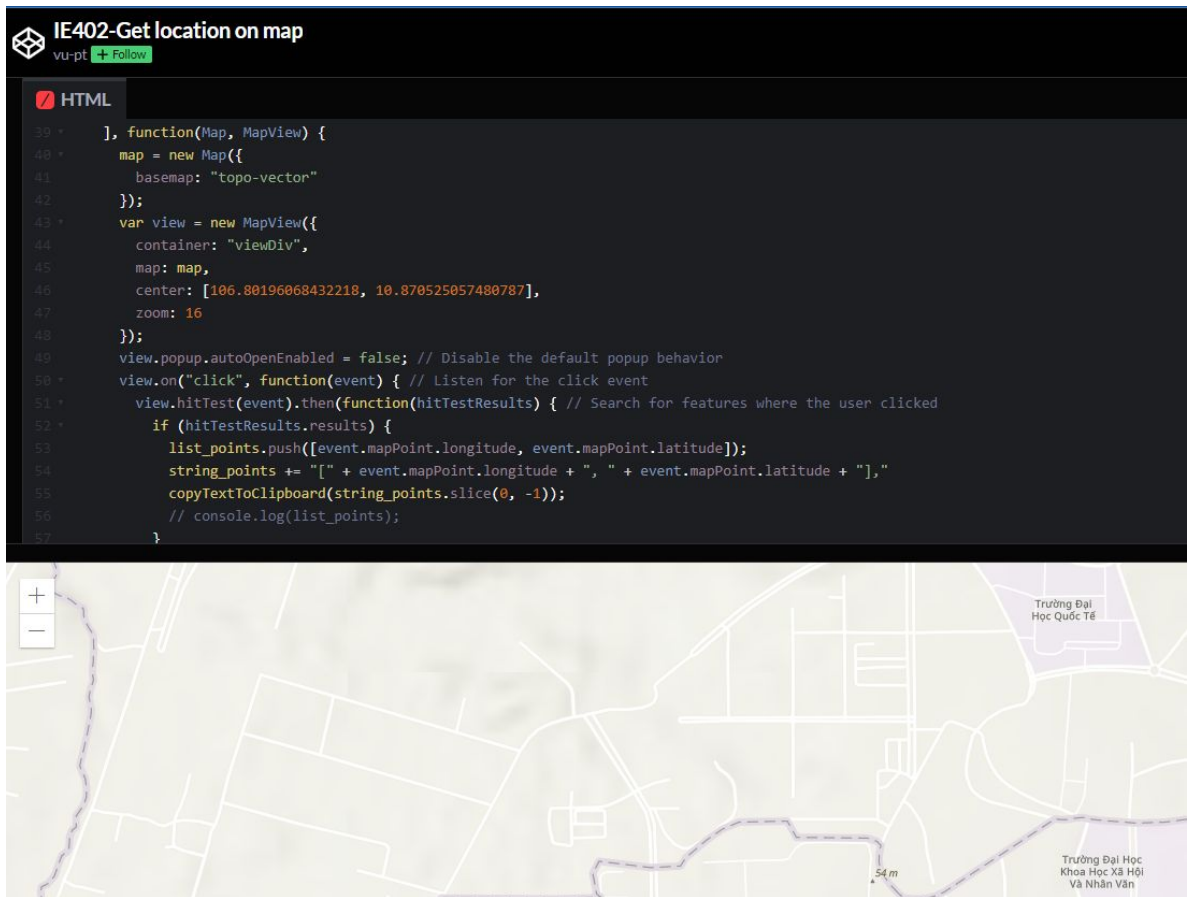 IE402-Get location on map
vu-pt + Follow
/ HTML
39 ], function(Map, MapView) {
40 map = new Map({
41 basemap: "topo-vector"
42 });
43 var view = new MapView({
44 container: "viewDiv",
45 map: map,
46 center: [106.80196068432218, 10.870525057480787],
47 zoom: 16
48 });
49 view.popup.autoOpenEnabled = false; // Disable the default popup behavior
50 view.on("click", function(event) { // Listen for the click event
51 view.hitTest(event).then(function(hitTestResults) { // Search for features where the user clicked
52 if (hitTestResults.results) {
53 list_points.push([event.mapPoint.longitude, event.mapPoint.latitude]);
54 string_points += "[" + event.mapPoint.longitude + ", " + event.mapPoint.latitude + "],"
55 copyTextToClipboard(string_points.slice(0, -1));
56 // console.log(list_points);
57 }
+
−
Trường Đại
Học Quốc Tế
54 m
Trường Đại Học
Khoa Học Xã Hội
Và Nhân Văn